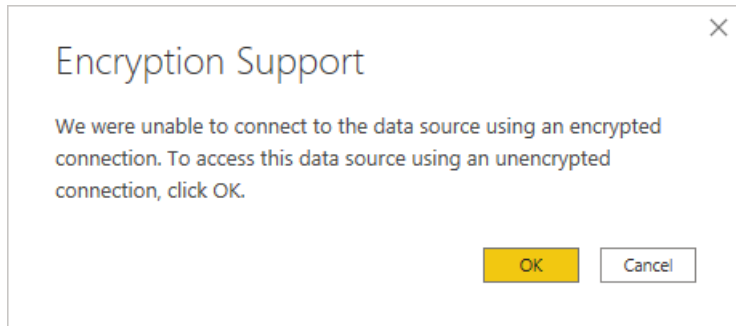 Encryption Support
We were unable to connect to the data source using an encrypted
connection. To access this data source using an unencrypted
connection, click OK.
OK Cancel